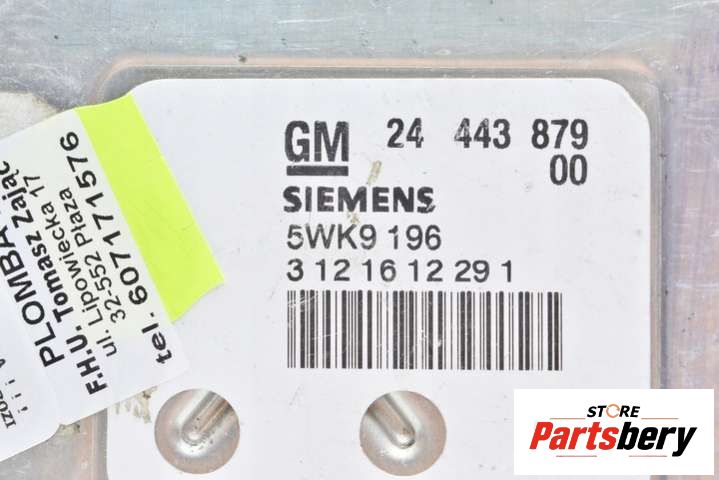 GM 24 443 879
00
SIEMENS
5WK9 196
3 12 16 12 29 1
PLOMBA
F.H.U. Tomasz Zając
ul. Lipowiecka 17
32-552 Płaza
tel. 607171576
STORE
Partsbery